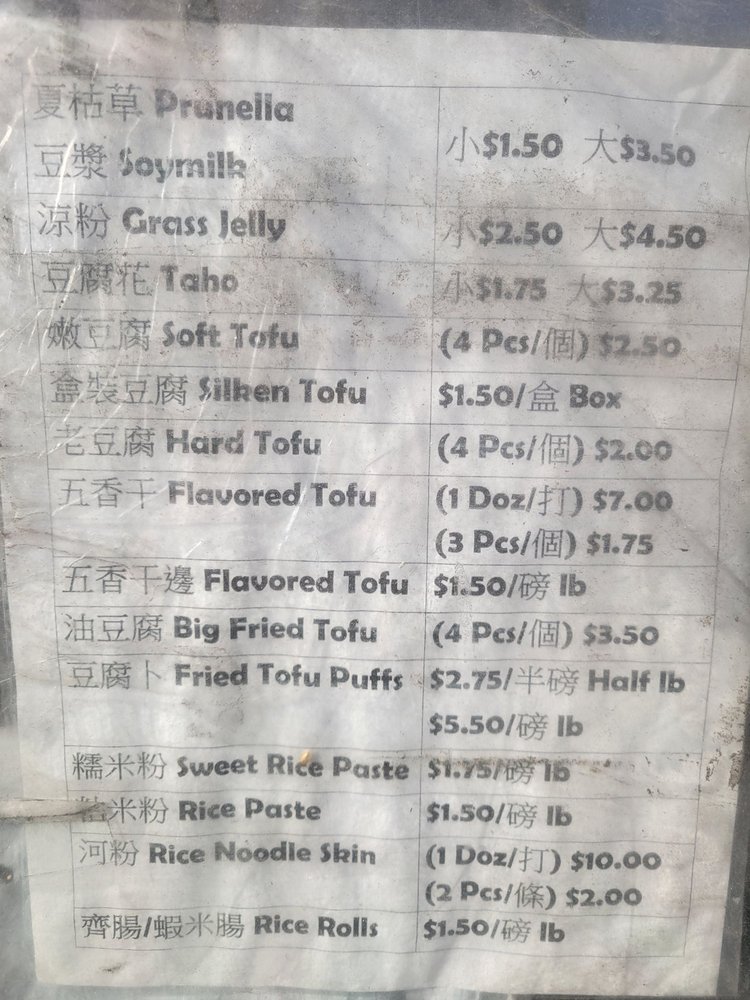 夏枯草 Prunella
豆漿 Soymilk
小$1.50 大$3.50
涼粉 Grass Jelly 小$2.50 大$4.50
豆腐花 Taho 小$1.75 大$3.25
嫩豆腐 Soft Tofu (4 Pcs/個) $2.50
盒裝豆腐 Silken Tofu $1.50/盒 Box
老豆腐 Hard Tofu (4 Pcs/個) $2.00
五香干 Flavored Tofu (1 Doz/打) $7.00
(3 Pcs/個) $1.75
五香干邊 Flavored Tofu $1.50/磅 lb
油豆腐 Big Fried Tofu (4 Pcs/個) $3.50
豆腐卜 Fried Tofu Puffs $2.75/半磅 Half lb
$5.50/磅 lb
糯米粉 Sweet Rice Paste $1.75/磅 lb
粘米粉 Rice Paste $1.50/磅 lb
河粉 Rice Noodle Skin (1 Doz/打) $10.00
(2 Pcs/條) $2.00
齊腸/蝦米腸 Rice Rolls $1.50/磅 lb